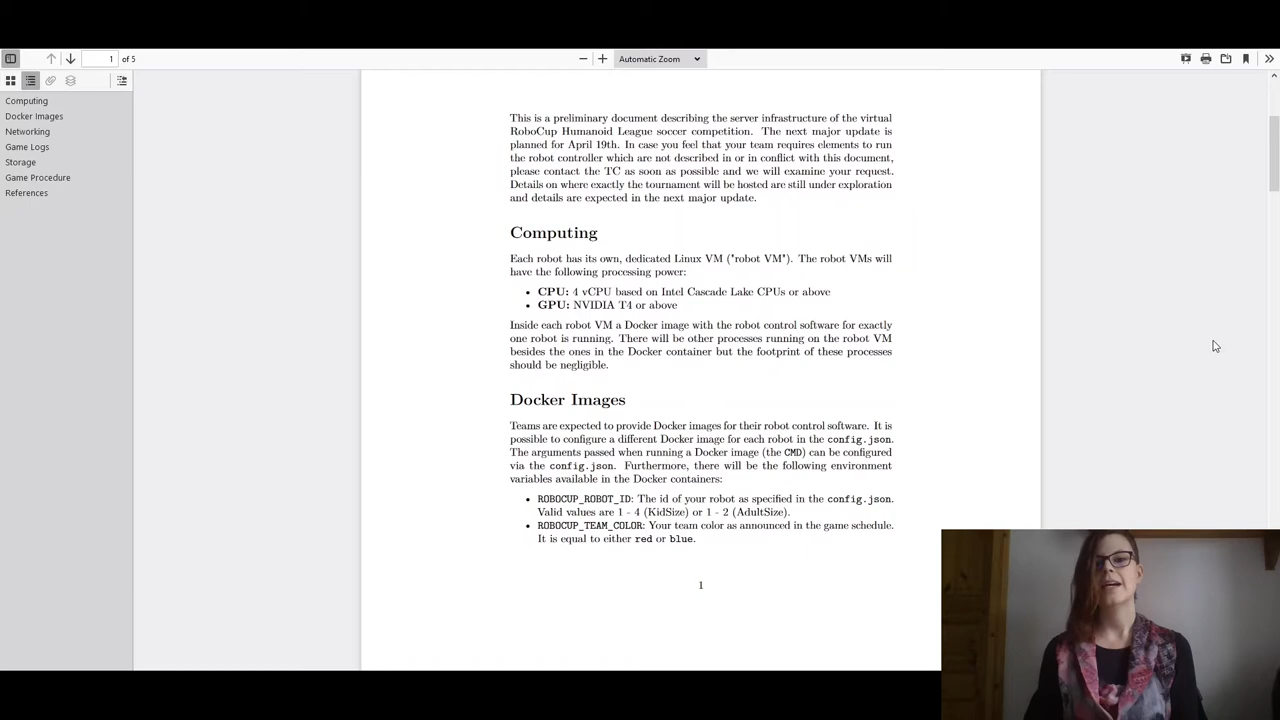 1 of 5
Automatic Zoom
Computing
Docker Images
Networking
Game Logs
Storage
Game Procedure
References
This is a preliminary document describing the server infrastructure of the virtual
RoboCup Humanoid League soccer competition. The next major update is
planned for April 19th. In case you feel that your team requires elements to run
the robot controller which are not described in or in conflict with this document,
please contact the TC as soon as possible and we will examine your request.
Details on where exactly the tournament will be hosted are still under exploration
and details are expected in the next major update.
Computing
Each robot has its own, dedicated Linux VM ("robot VM"). The robot VMs will
have the following processing power:
• CPU: 4 vCPU based on Intel Cascade Lake CPUs or above
• GPU: NVIDIA T4 or above
Inside each robot VM a Docker image with the robot control software for exactly
one robot is running. There will be other processes running on the robot VM
besides the ones in the Docker container but the footprint of these processes
should be negligible.
Docker Images
Teams are expected to provide Docker images for their robot control software. It is
possible to configure a different Docker image for each robot in the config.json.
The arguments passed when running a Docker image (the CMD) can be configured
via the config.json. Furthermore, there will be the following environment
variables available in the Docker containers:
• ROBOCUP_ROBOT_ID: The id of your robot as specified in the config.json.
Valid values are 1 - 4 (KidSize) or 1 - 2 (AdultSize).
• ROBOCUP_TEAM_COLOR: Your team color as announced in the game schedule.
It is equal to either red or blue.
1